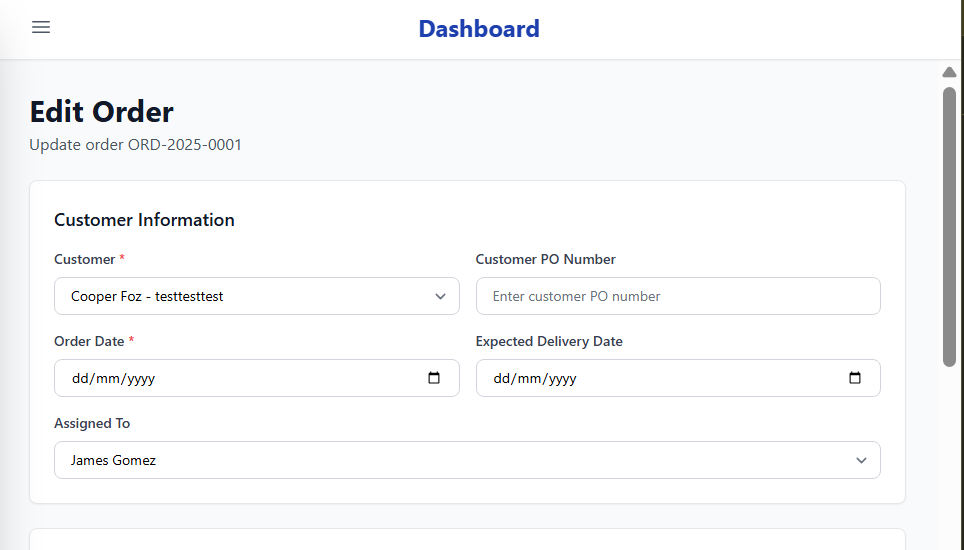 Dashboard
Edit Order
Update order ORD-2025-0001
Customer Information
Customer *
Customer PO Number
Cooper Foz - testtesttest
Enter customer PO number
Order Date *
Expected Delivery Date
dd/mm/yyyy
dd/mm/yyyy
Assigned To
James Gomez